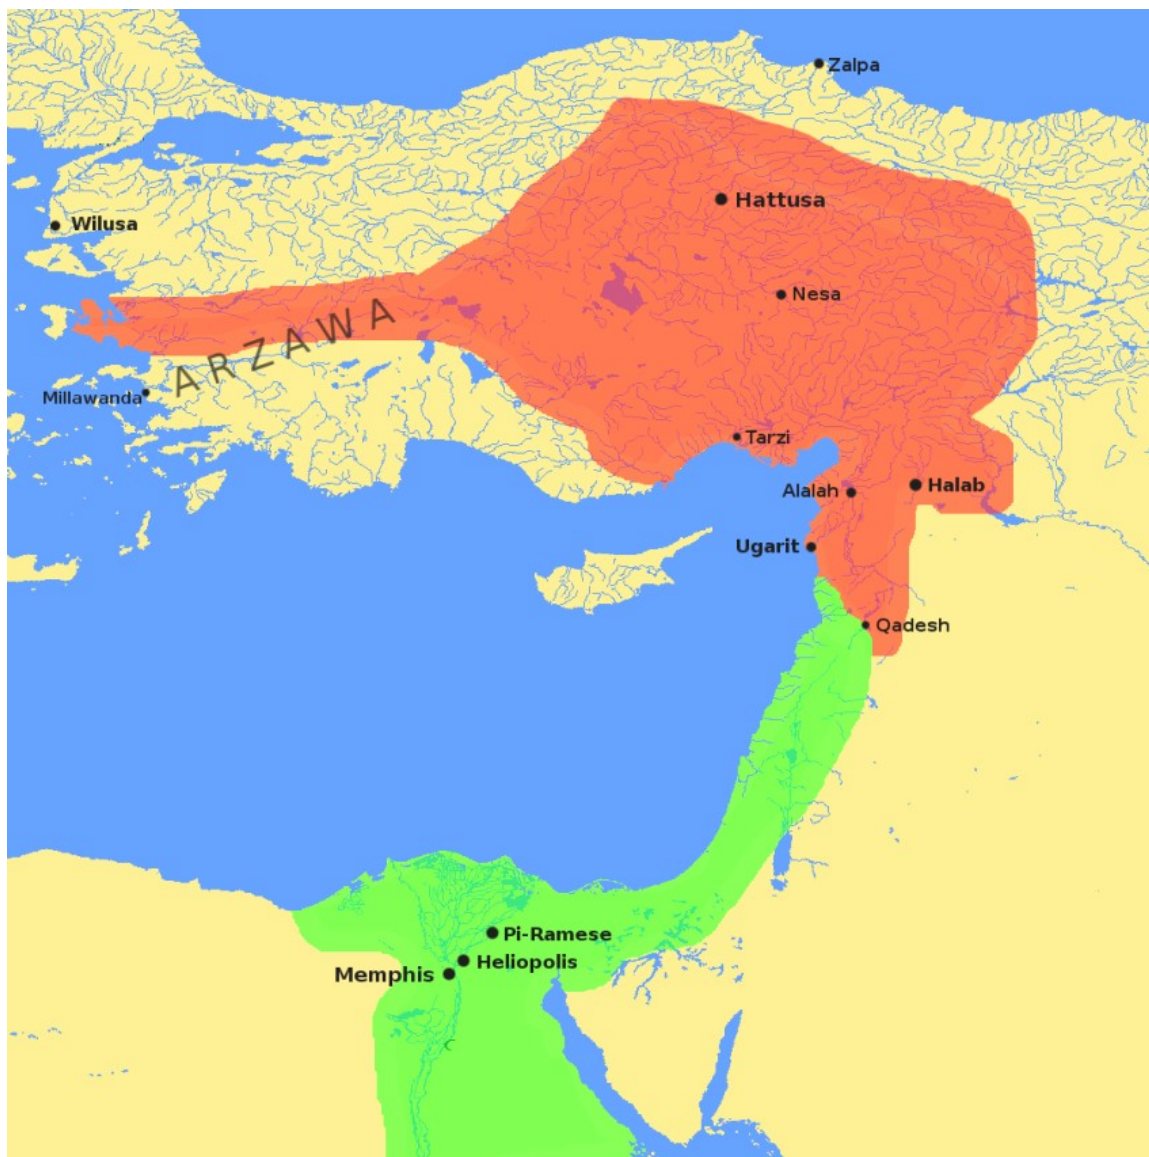 Zalpa
Hattusa
Wilusa
Nesa
ARZAWA
Millawanda
Tarzi
Alalah
Halab
Ugarit
Qadesh
Pi-Ramese
Heliopolis
Memphis